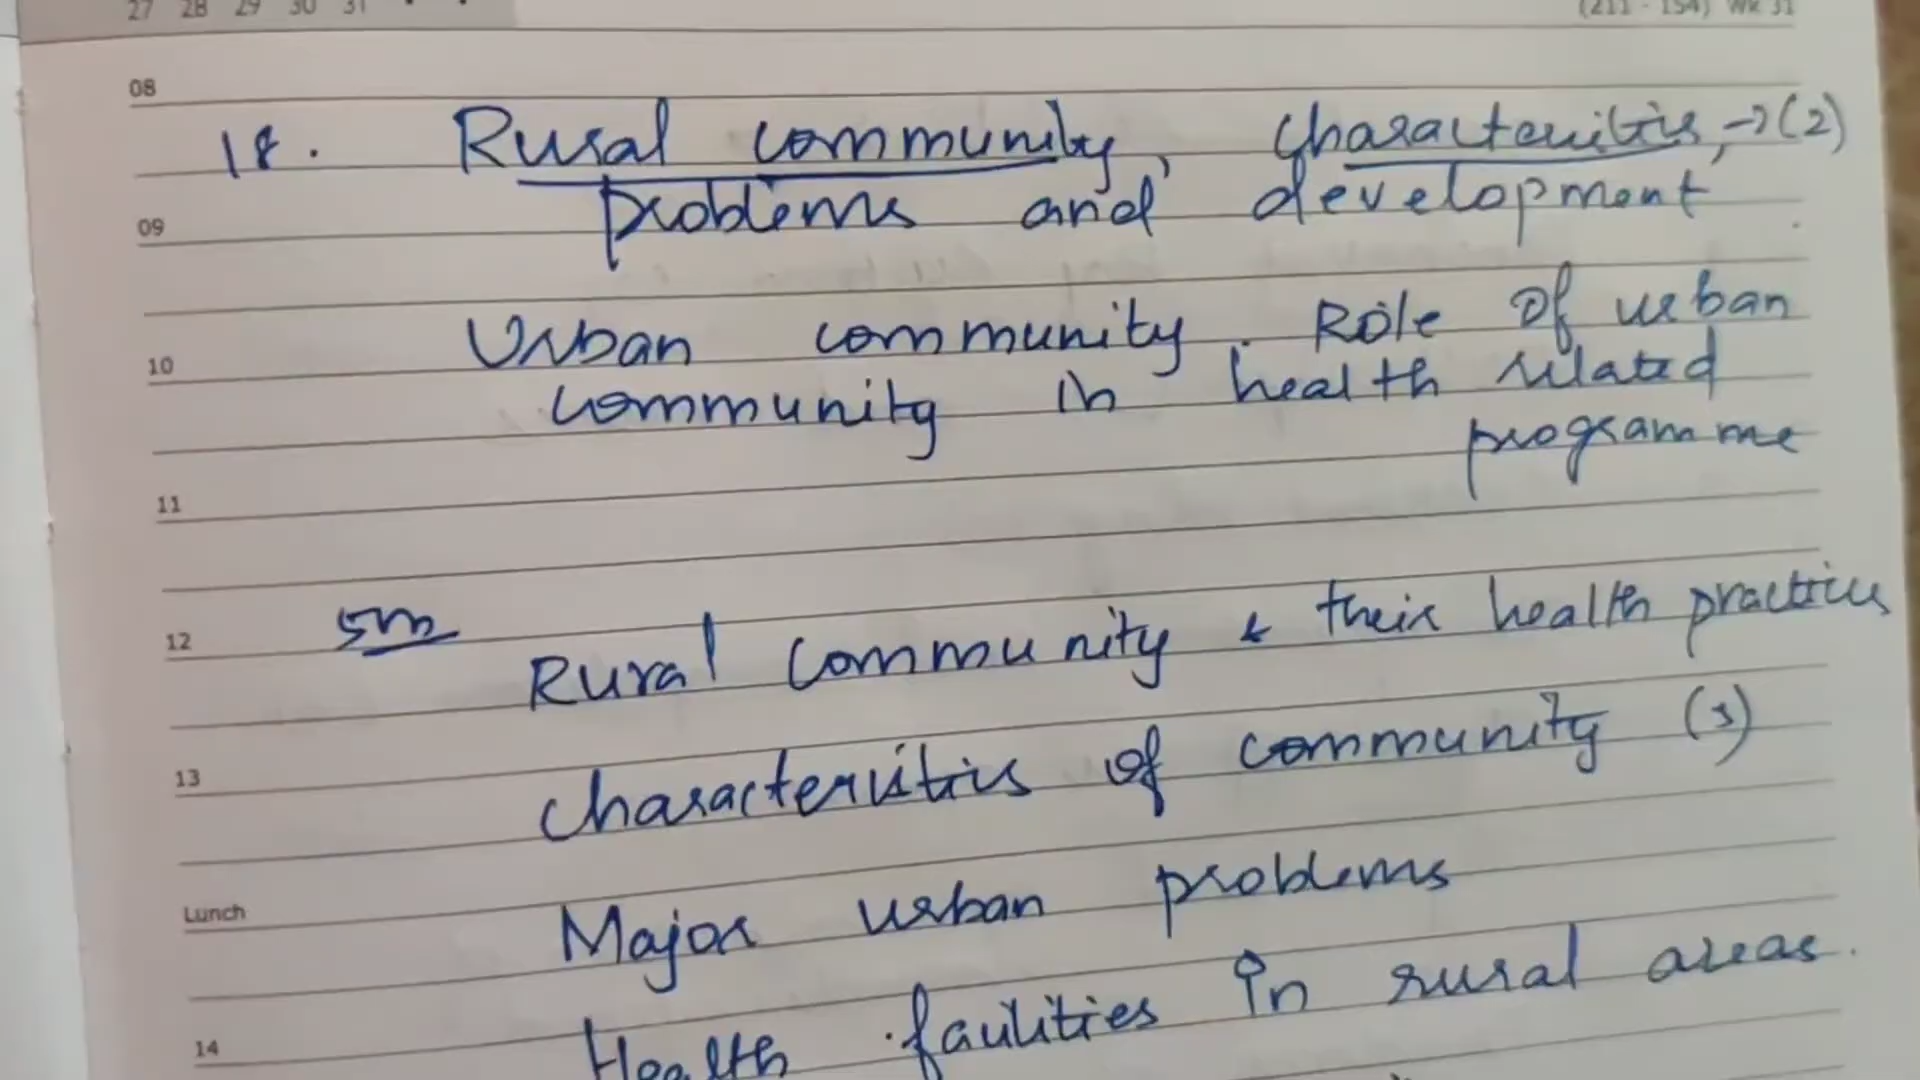 27 28 29 30 31
(211 - 154) Wk 31
08
18. Rural community, characteristics, → (2)
problems and development
09
Urban community. Role of urban
10
community in health related
programme
11
5m
12
Rural community & their health practices
characteristics of community (3)
13
Major urban problems
Lunch
Health facilities in rural areas.
14